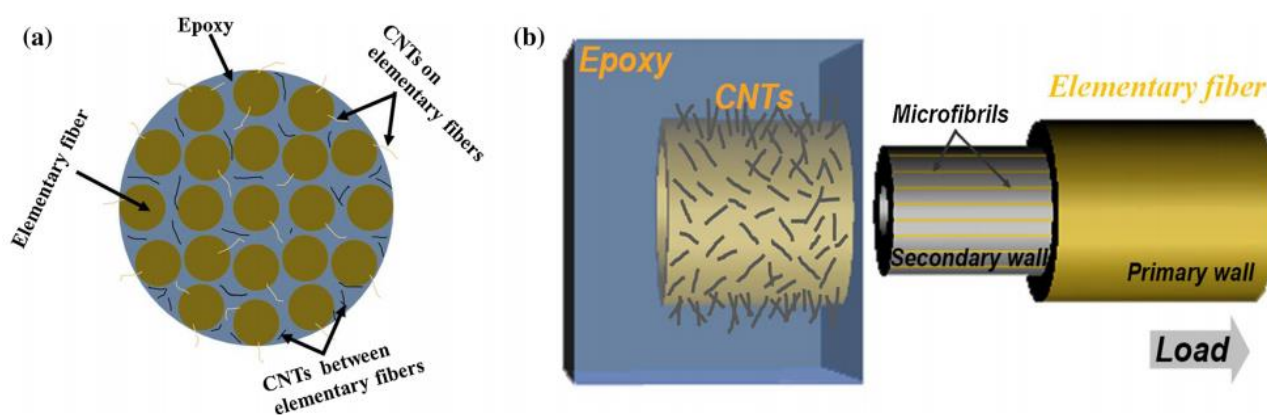 (a)
Epoxy
CNTs on
elementary fibers
Elementary fiber
CNTs between
elementary fibers
(b)
Epoxy
CNTs
Elementary fiber
Microfibrils
Secondary wall
Primary wall
Load